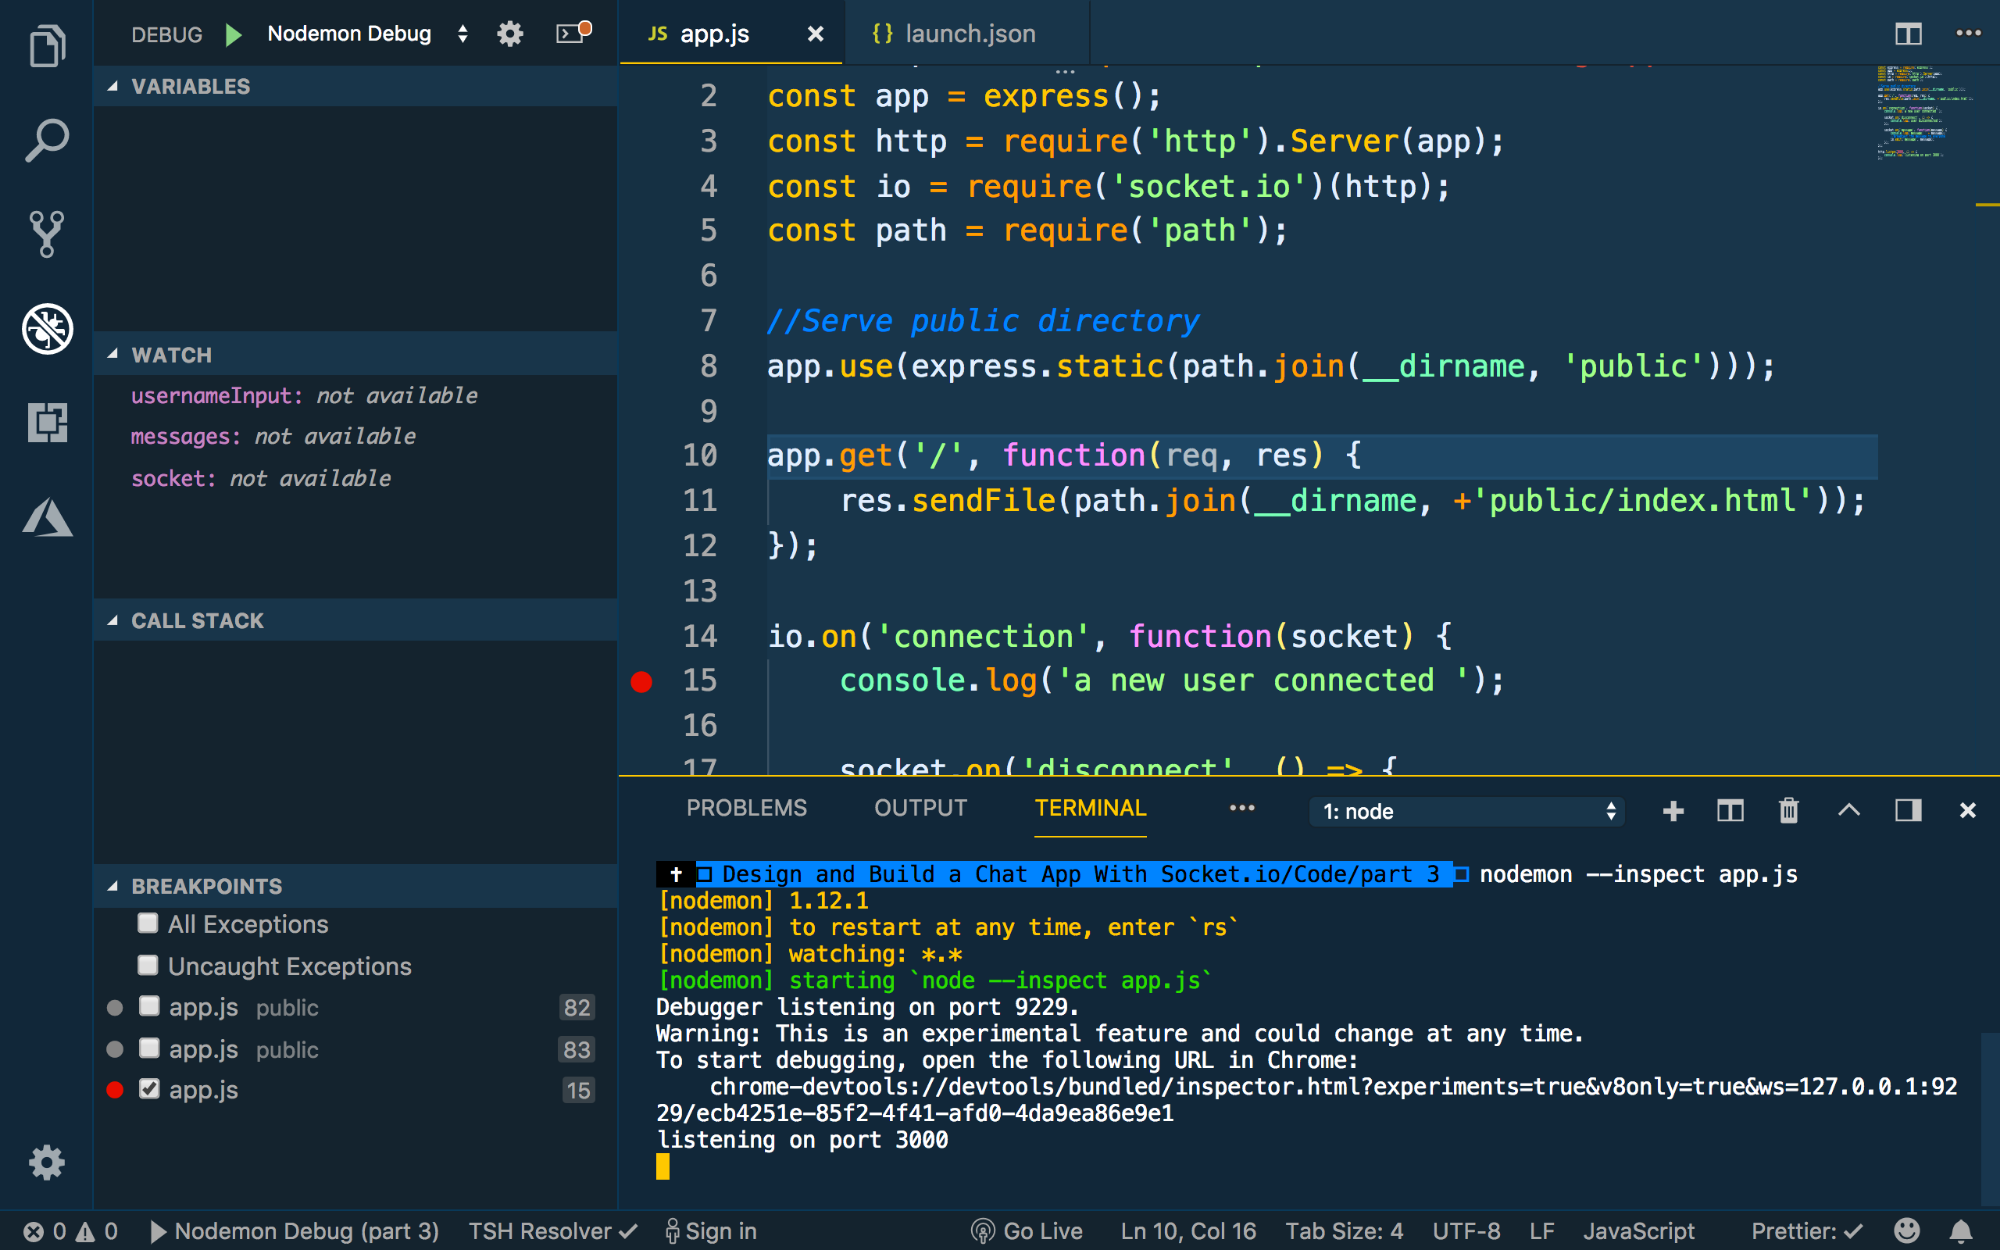 DEBUG Nodemon Debug
VARIABLES
WATCH
usernameInput: not available
messages: not available
socket: not available
CALL STACK
BREAKPOINTS
All Exceptions
Uncaught Exceptions
app.js public 82
app.js public 83
app.js 15
JS app.js
{} launch.json
2 const app = express();
3 const http = require('http').Server(app);
4 const io = require('socket.io')(http);
5 const path = require('path');
6
7 //Serve public directory
8 app.use(express.static(path.join(__dirname, 'public')));
9
10 app.get('/', function(req, res) {
11 res.sendFile(path.join(__dirname, +'public/index.html'));
12 });
13
14 io.on('connection', function(socket) {
15 console.log('a new user connected ');
16
17 socket.on('disconnect' () => {
PROBLEMS OUTPUT TERMINAL ••• 1: node
Design and Build a Chat App With Socket.io/Code/part 3 nodemon --inspect app.js
[nodemon] 1.12.1
[nodemon] to restart at any time, enter `rs`
[nodemon] watching: *.*
[nodemon] starting `node --inspect app.js`
Debugger listening on port 9229.
Warning: This is an experimental feature and could change at any time.
To start debugging, open the following URL in Chrome:
chrome-devtools://devtools/bundled/inspector.html?experiments=true&v8only=true&ws=127.0.0.1:92
29/ecb4251e-85f2-4f41-afd0-4da9ea86e9e1
listening on port 3000
0 0 Nodemon Debug (part 3) TSH Resolver Sign in Go Live Ln 10, Col 16 Tab Size: 4 UTF-8 LF JavaScript Prettier: